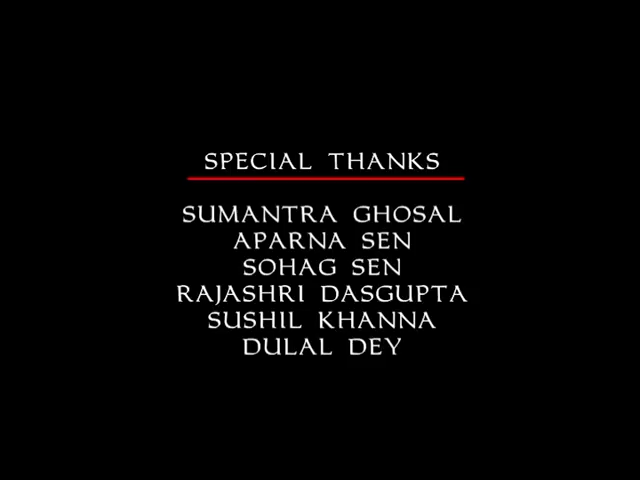 SPECIAL THANKS
SUMANTRA GHOSAL
APARNA SEN
SOHAG SEN
RAJASHRI DASGUPTA
SUSHIL KHANNA
DULAL DEY